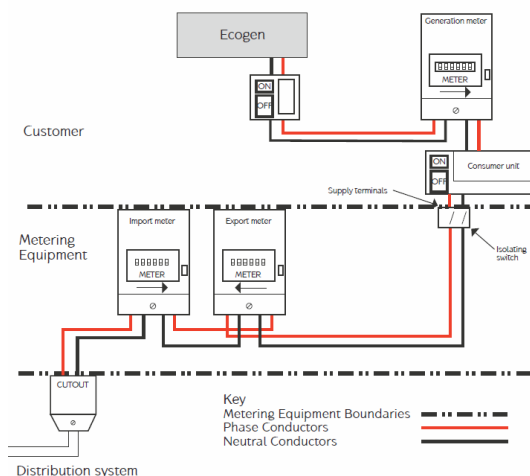 Ecogen
Generation meter
METER
ON
OFF
Customer
ON
OFF
Consumer unit
Supply terminals
Import meter
Export meter
Metering
Equipment
Isolating
switch
METER
METER
CUTOUT
Key
Metering Equipment Boundaries
Phase Conductors
Neutral Conductors
Distribution system